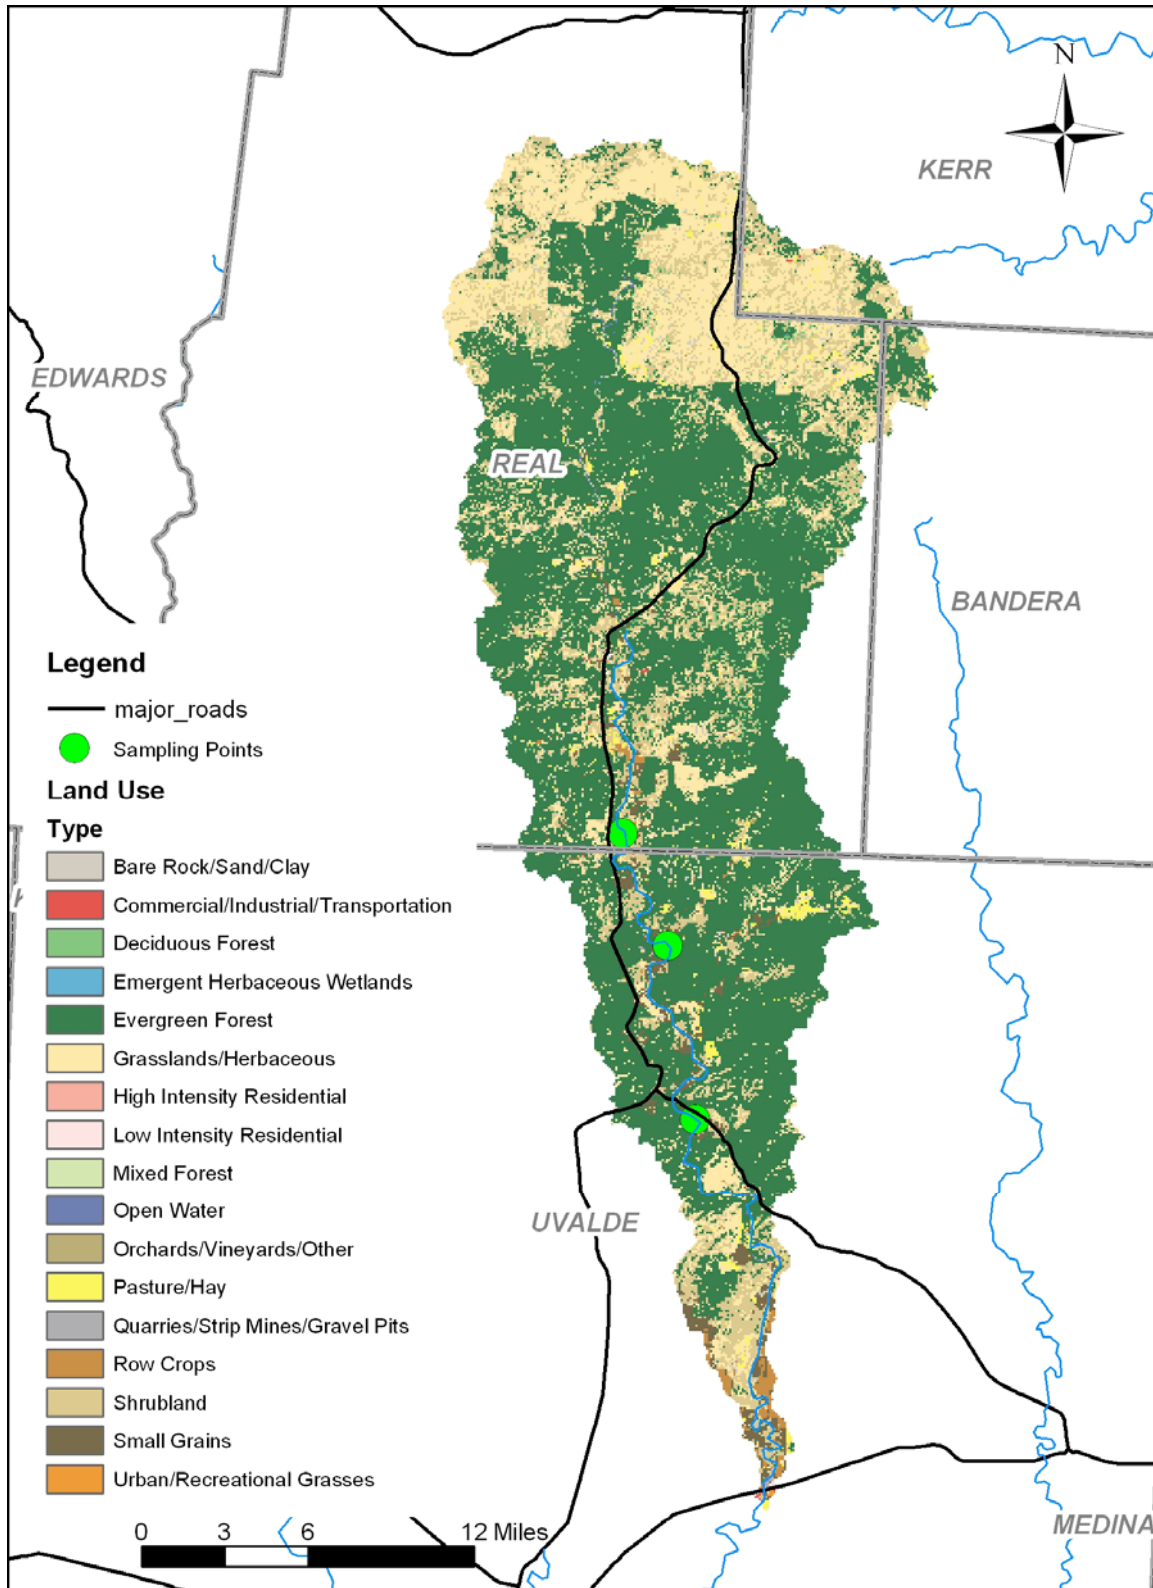 N
KERR
EDWARDS
REAL
BANDERA
Legend
major_roads
Sampling Points
Land Use
Type
Bare Rock/Sand/Clay
Commercial/Industrial/Transportation
Deciduous Forest
Emergent Herbaceous Wetlands
Evergreen Forest
Grasslands/Herbaceous
High Intensity Residential
Low Intensity Residential
Mixed Forest
Open Water
Orchards/Vineyards/Other
Pasture/Hay
Quarries/Strip Mines/Gravel Pits
Row Crops
Shrubland
Small Grains
Urban/Recreational Grasses
UVALDE
0 3 6 12 Miles
MEDINA